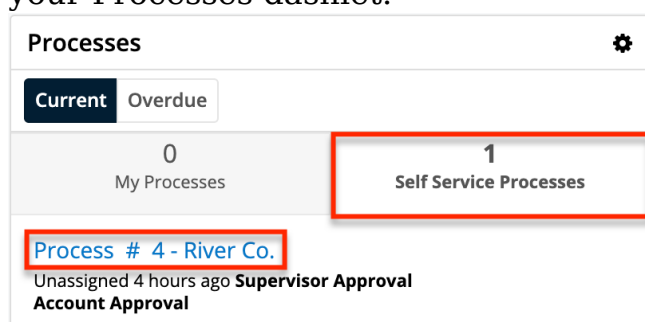 your Processes dashlet.
Processes
Current Overdue
0
My Processes
1
Self Service Processes
Process # 4 - River Co.
Unassigned 4 hours ago Supervisor Approval
Account Approval